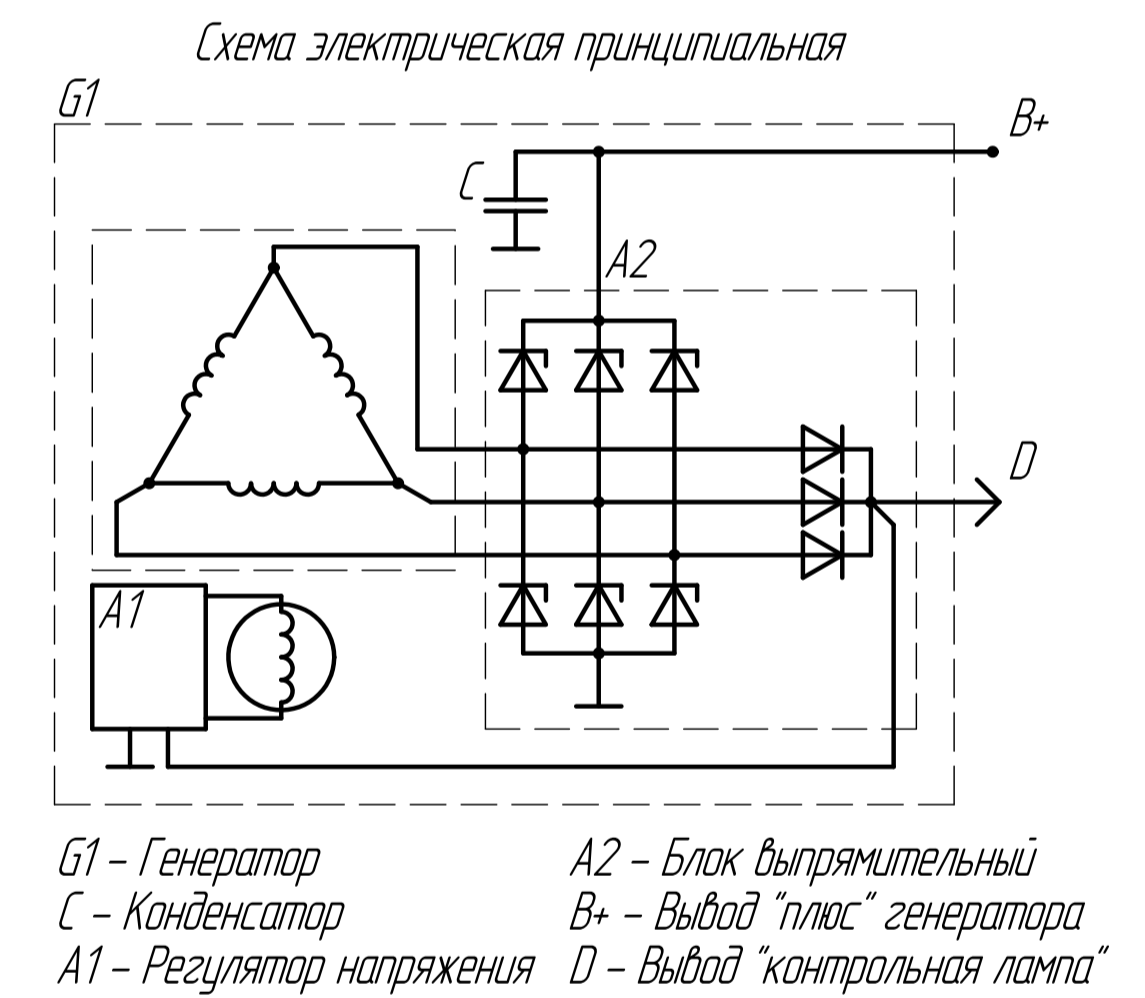 Схема электрическая принципиальная
G1
B+
C
A2
D
A1
G1 – Генератор
C – Конденсатор
A1 – Регулятор напряжения
A2 – Блок выпрямительный
B+ – Вывод "плюс" генератора
D – Вывод "контрольная лампа"